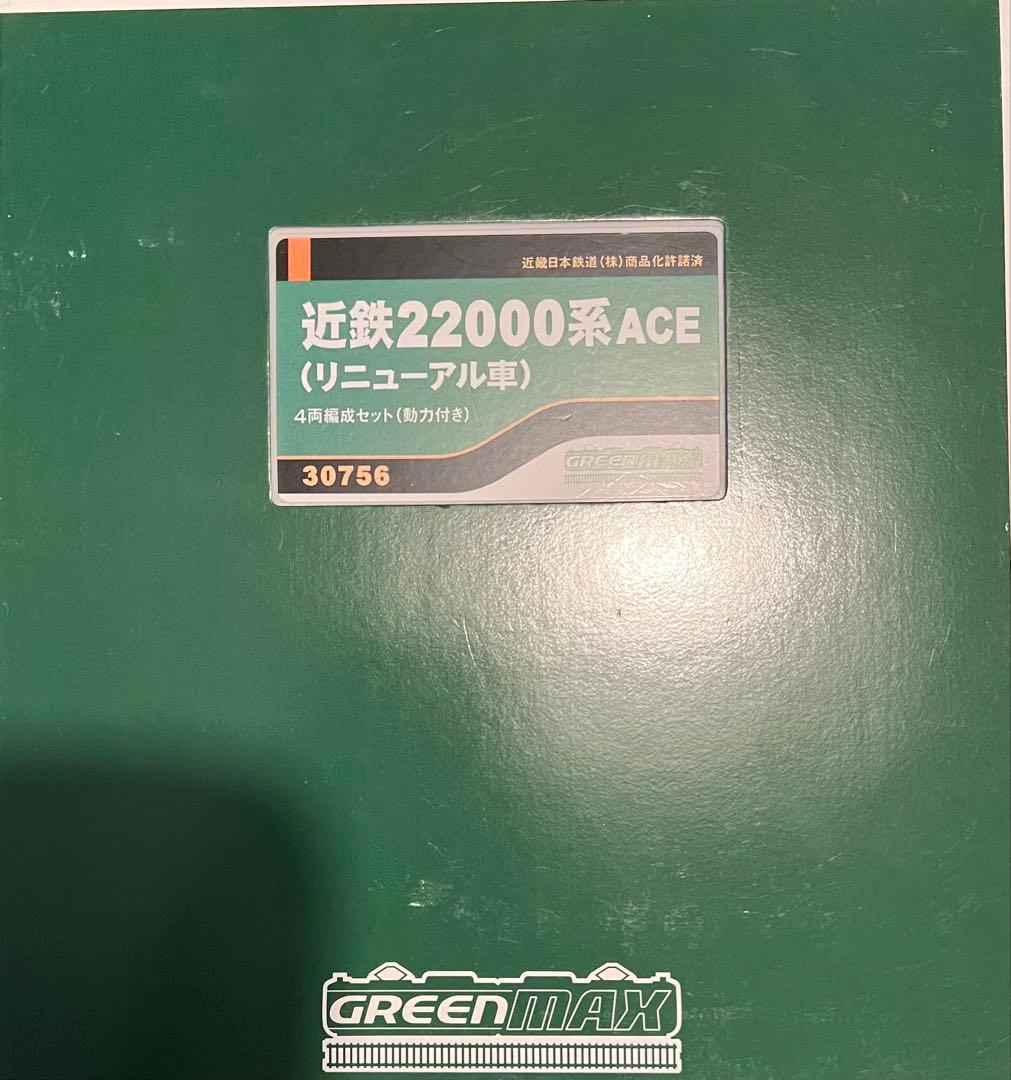 近畿日本鉄道(株)商品化許諾済
近鉄22000系ACE
(リニューアル車)
4両編成セット(動力付き)
30756
GREENMAX
GREENMAX